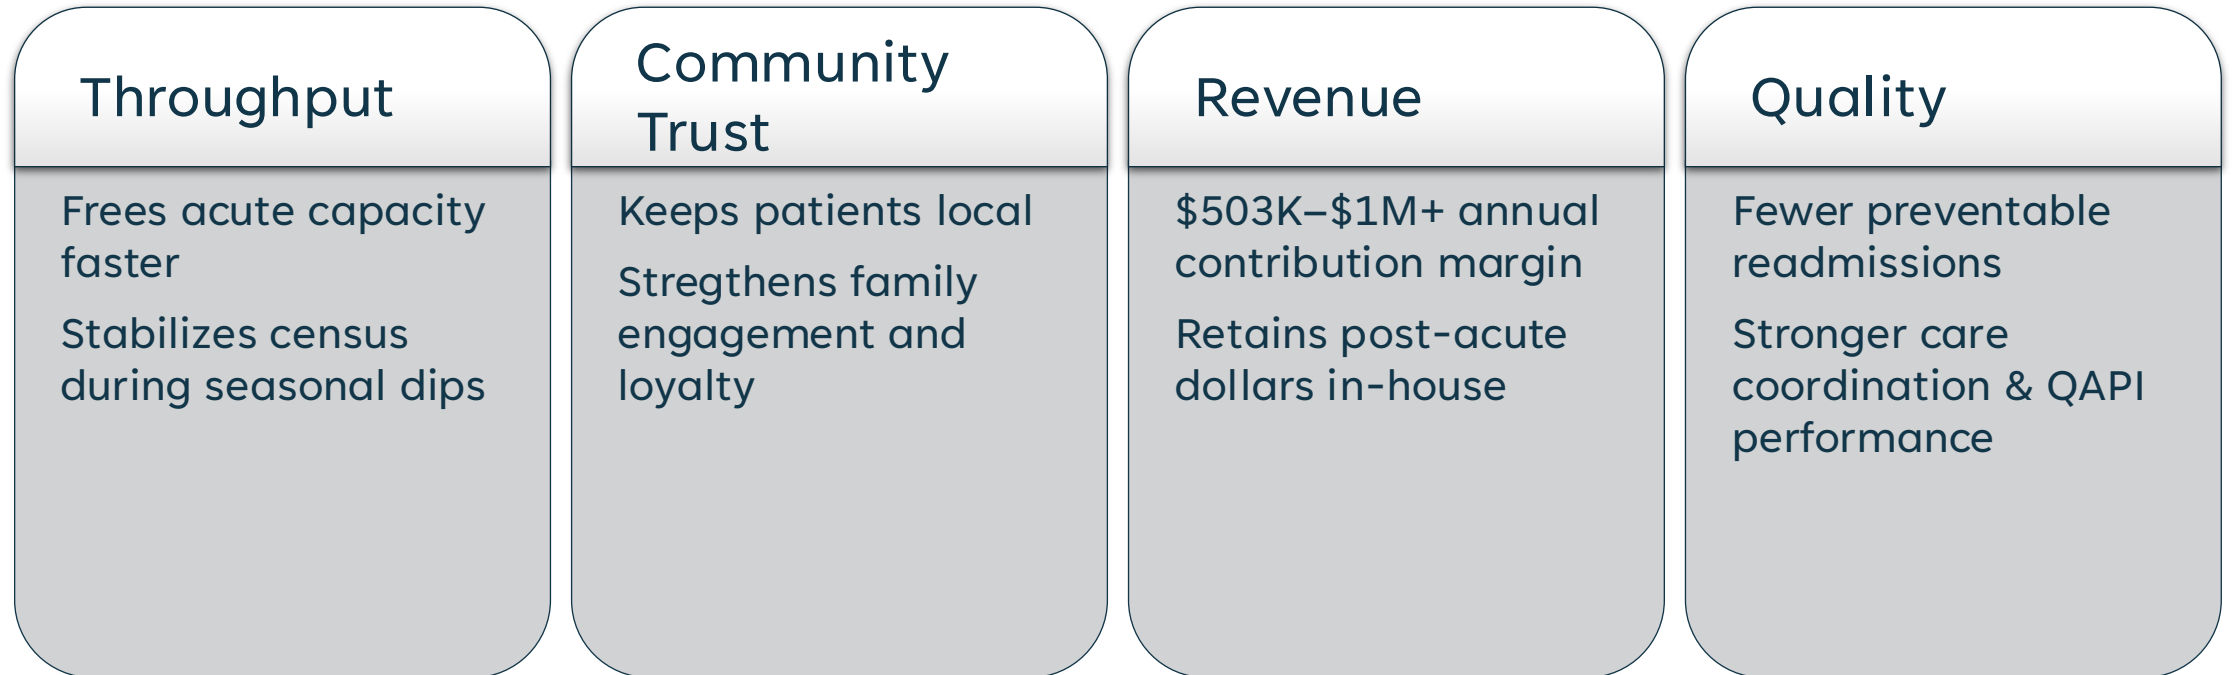 Throughput
Frees acute capacity
faster
Stabilizes census
during seasonal dips
Community
Trust
Keeps patients local
Stregthens family
engagement and
loyalty
Revenue
$503K–$1M+ annual
contribution margin
Retains post-acute
dollars in-house
Quality
Fewer preventable
readmissions
Stronger care
coordination & QAPI
performance